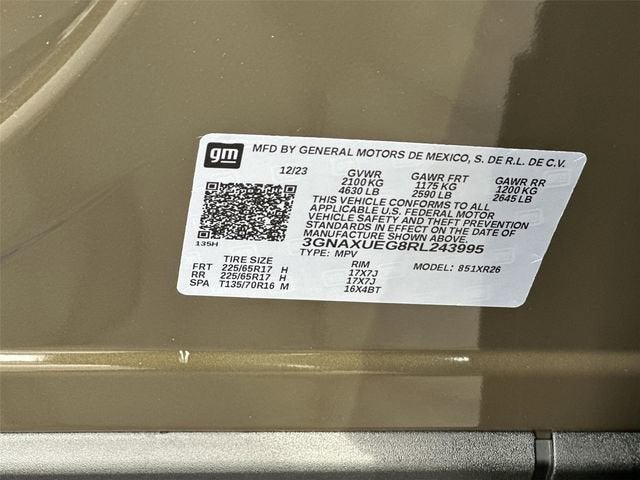 gm MFD BY GENERAL MOTORS DE MEXICO, S. DE R.L. DE C.V.
12/23 GVWR GAWR FRT GAWR RR
2100 KG 1175 KG 1200 KG
4630 LB 2590 LB 2645 LB
THIS VEHICLE CONFORMS TO ALL
APPLICABLE U.S. FEDERAL MOTOR
VEHICLE SAFETY AND THEFT PREVENTION
STANDARDS IN EFFECT ON THE DATE OF
MANUFACTURE SHOWN ABOVE.
135H 3GNAXUEG8RL243995
TYPE: MPV
TIRE SIZE RIM MODEL: 851XR26
FRT 225/65R17 H 17X7J
RR 225/65R17 H 17X7J
SPA T135/70R16 M 16X4BT